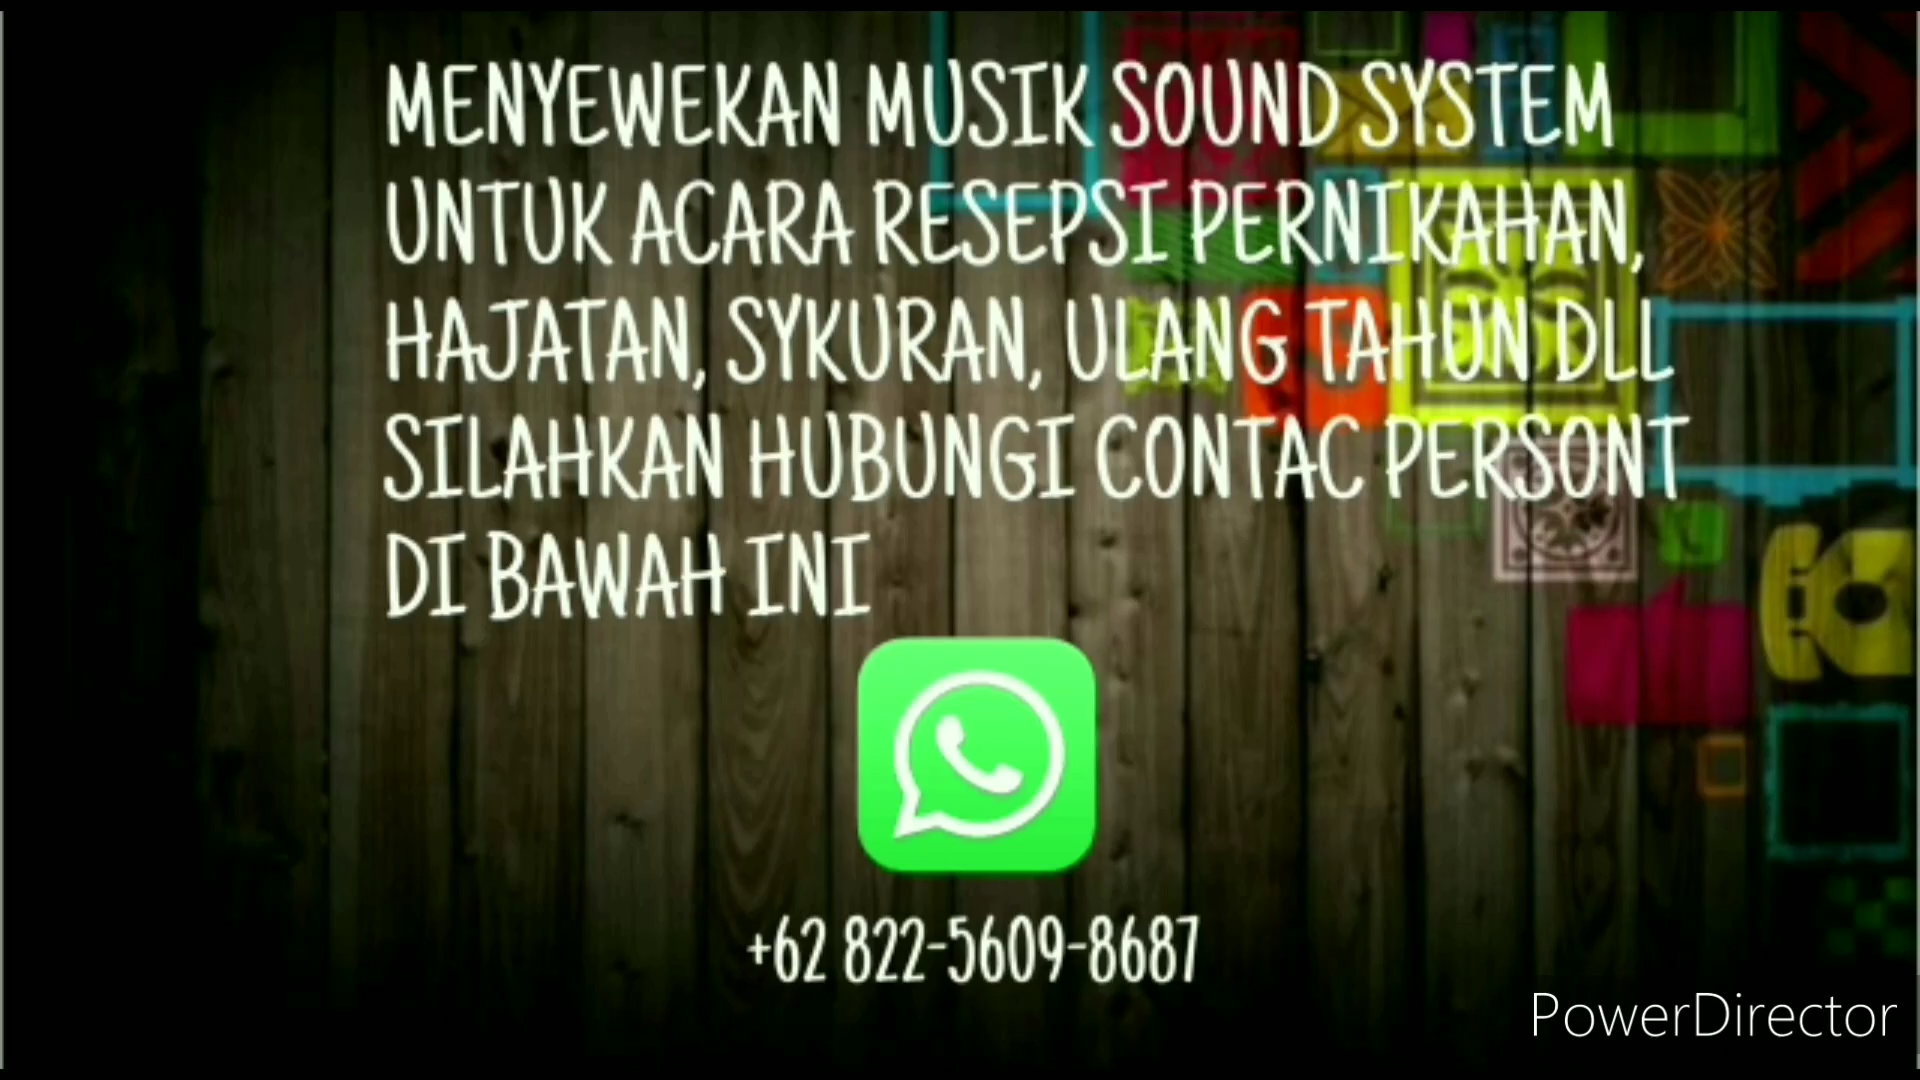 MENYEWEKAN MUSIK SOUND SYSTEM
UNTUK ACARA RESEPSI PERNIKAHAN,
HAJATAN, SYKURAN, ULANG TAHUN DLL
SILAHKAN HUBUNGI CONTAC PERSONT
DI BAWAH INI
+62 822-5609-8687
PowerDirector